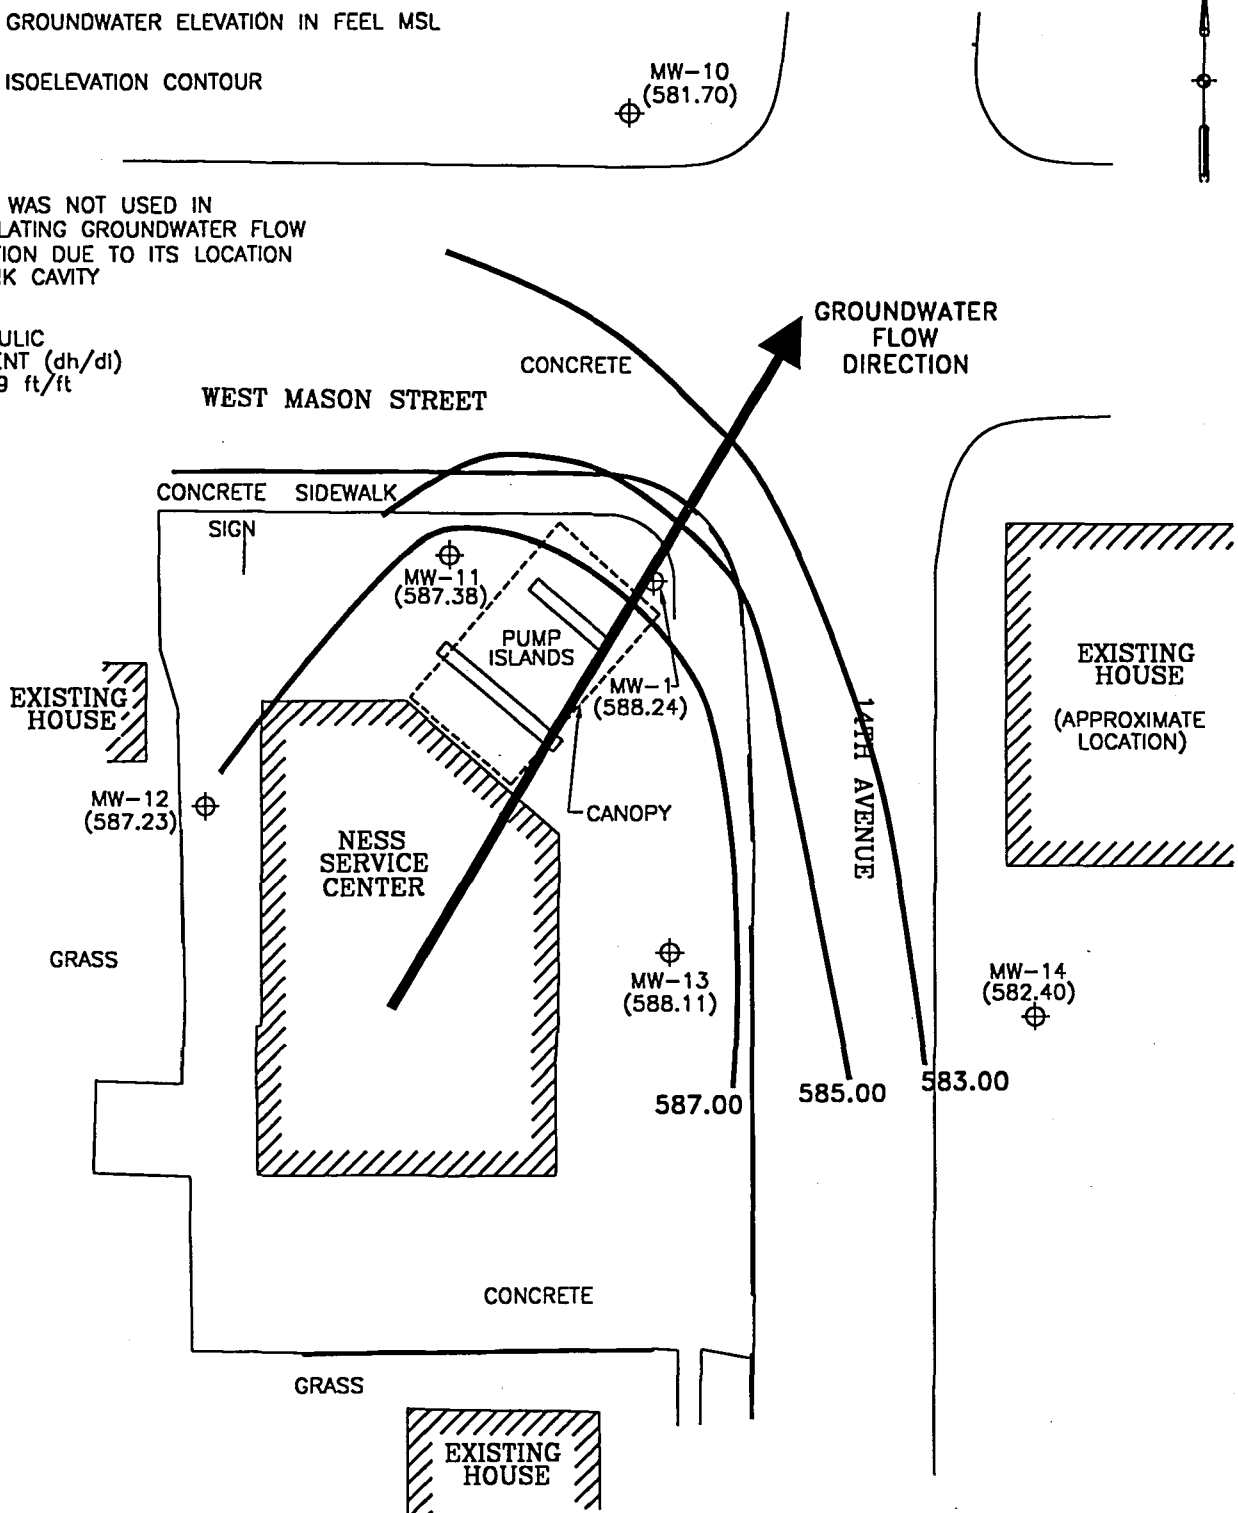 GROUNDWATER ELEVATION IN FEEL MSL
ISOELEVATION CONTOUR
MW-10
(581.70)
WAS NOT USED IN
LATING GROUNDWATER FLOW
TION DUE TO ITS LOCATION
K CAVITY
ULIC
ENT (dh/dl)
9 ft/ft
GROUNDWATER
FLOW
DIRECTION
CONCRETE
WEST MASON STREET
CONCRETE SIDEWALK
SIGN
MW-11
(587.38)
PUMP
ISLANDS
MW-1
(588.24)
EXISTING
HOUSE
EXISTING
HOUSE
(APPROXIMATE
LOCATION)
14TH AVENUE
MW-12
(587.23)
CANOPY
NESS
SERVICE
CENTER
GRASS
MW-13
(588.11)
MW-14
(582.40)
587.00
585.00
583.00
CONCRETE
GRASS
EXISTING
HOUSE